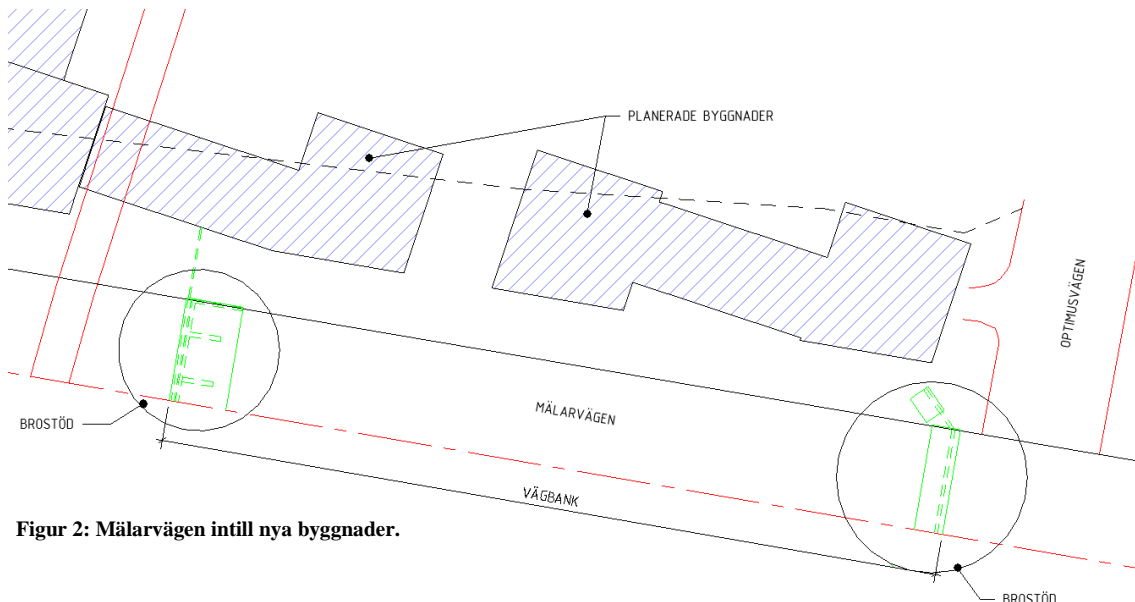 PLANERADE BYGGNADER
OPTIMUSVÄGEN
MÄLARVÄGEN
BROSTÖD
VÄGBANK
Figur 2: Mälarvägen intill nya byggnader.
BROSTÖD